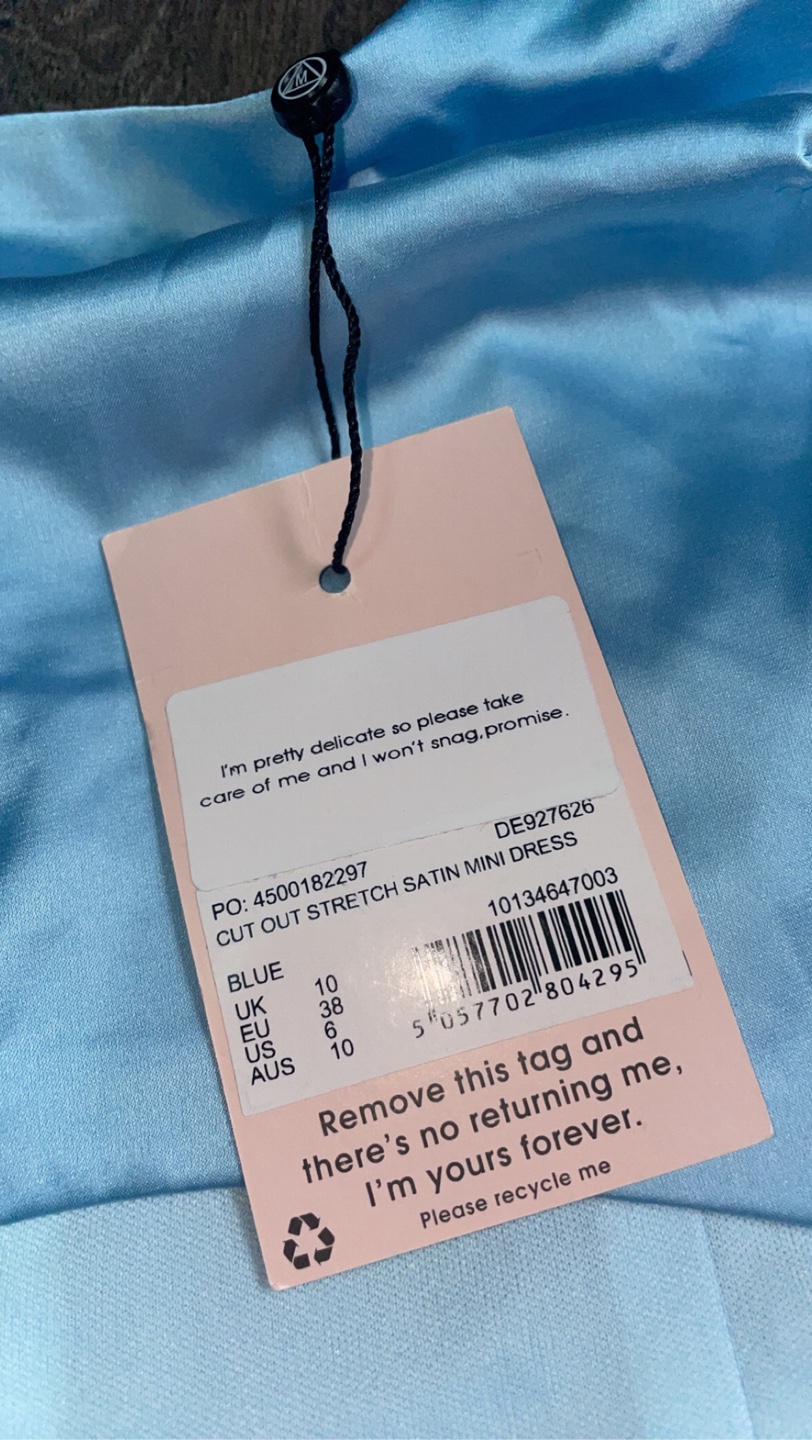 I'm pretty delicate so please take
care of me and I won't snag,promise.
DE927626
PO: 4500182297
CUT OUT STRETCH SATIN MINI DRESS
10134647003
BLUE
UK 10
EU 38
US 6
AUS 10
5 057702 804295
Remove this tag and
there's no returning me,
I'm yours forever.
Please recycle me